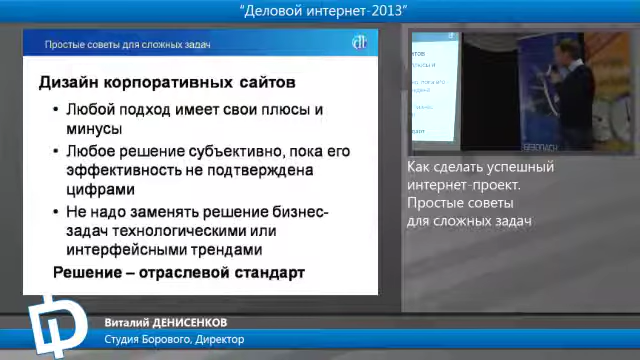 “Деловой интернет-2013”
Простые советы для сложных задач
Дизайн корпоративных сайтов
• Любой подход имеет свои плюсы и
минусы
• Любое решение субъективно, пока его
эффективность не подтверждена
цифрами
• Не надо заменять решение бизнес-
задач технологическими или
интерфейсными трендами
Решение – отраслевой стандарт
Как сделать успешный
интернет-проект.
Простые советы
для сложных задач
Виталий ДЕНИСЕНКОВ
Студия Борового, Директор